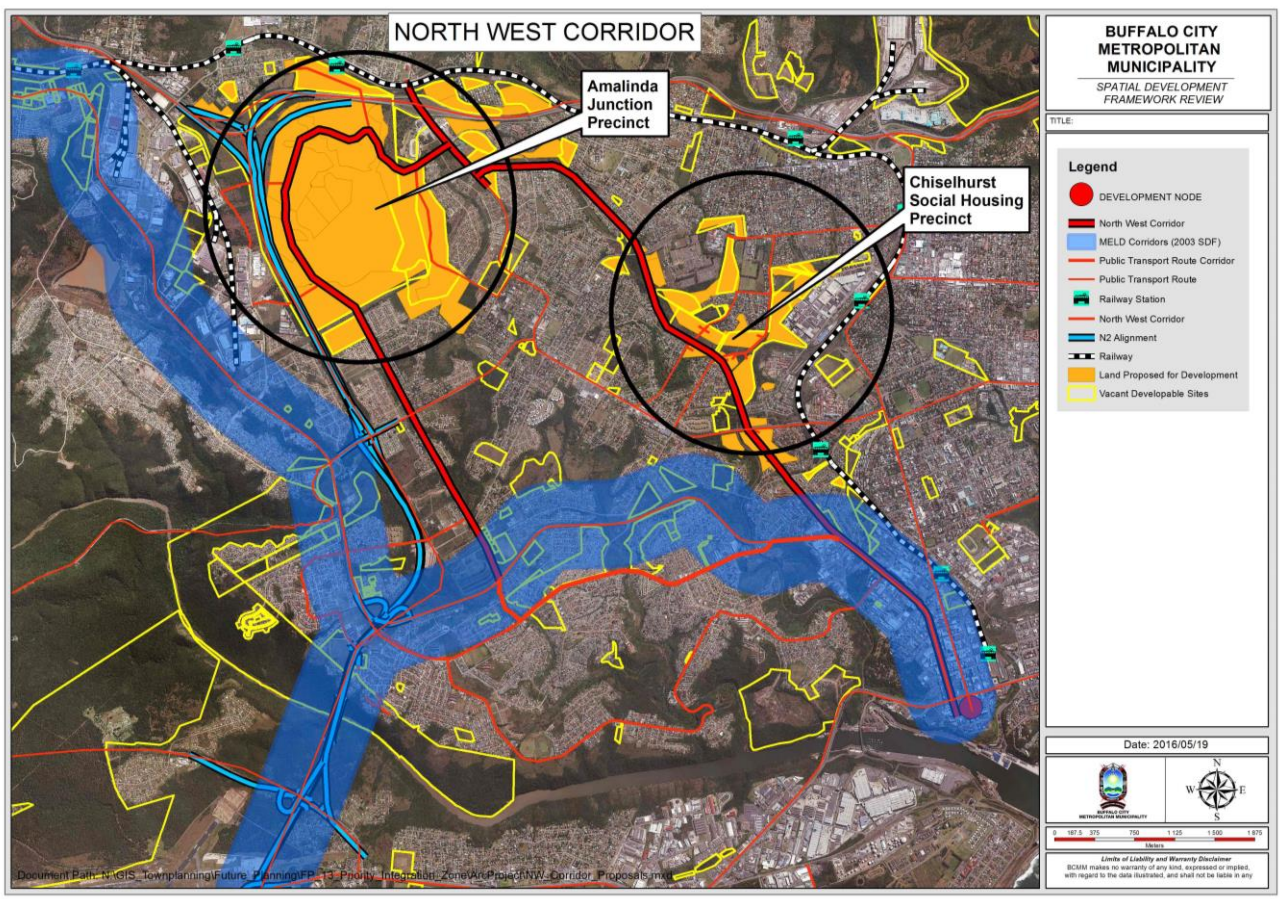 NORTH WEST CORRIDOR
Amalinda
Junction
Precinct
Chiselhurst
Social Housing
Precinct
Document Path: N:\GIS_Townplanning\Future_Planning\FP_13_Priority_Integration_Zone\ArcProject\NW_Corridor_Proposals.mxd
BUFFALO CITY
METROPOLITAN
MUNICIPALITY
SPATIAL DEVELOPMENT
FRAMEWORK REVIEW
TITLE:
Legend
DEVELOPMENT NODE
North West Corridor
MELD Corridors (2003 SDF)
Public Transport Route Corridor
Public Transport Route
Railway Station
North West Corridor
N2 Alignment
Railway
Land Proposed for Development
Vacant Developable Sites
Date: 2016/05/19
BUFFALO CITY
METROPOLITAN MUNICIPALITY
N
W E
S
0 187.5 375 750 1 125 1 500 1 875
Meters
Limits of Liability and Warranty Disclaimer
BCMM makes no warranty of any kind, expressed or implied,
with regard to the data illustrated, and shall not be liable in any